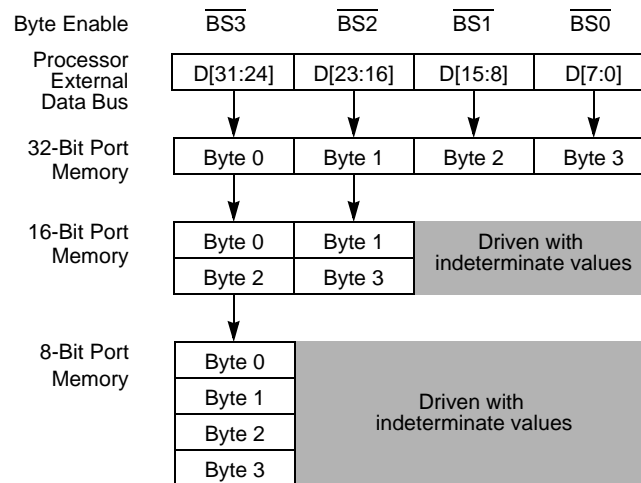 Byte Enable BS3 BS2 BS1 BS0
Processor
External
Data Bus
D[31:24] D[23:16] D[15:8] D[7:0]
32-Bit Port
Memory
Byte 0 Byte 1 Byte 2 Byte 3
16-Bit Port
Memory
Byte 0 Byte 1
Byte 2 Byte 3
Driven with
indeterminate values
8-Bit Port
Memory
Byte 0
Byte 1
Byte 2
Byte 3
Driven with
indeterminate values